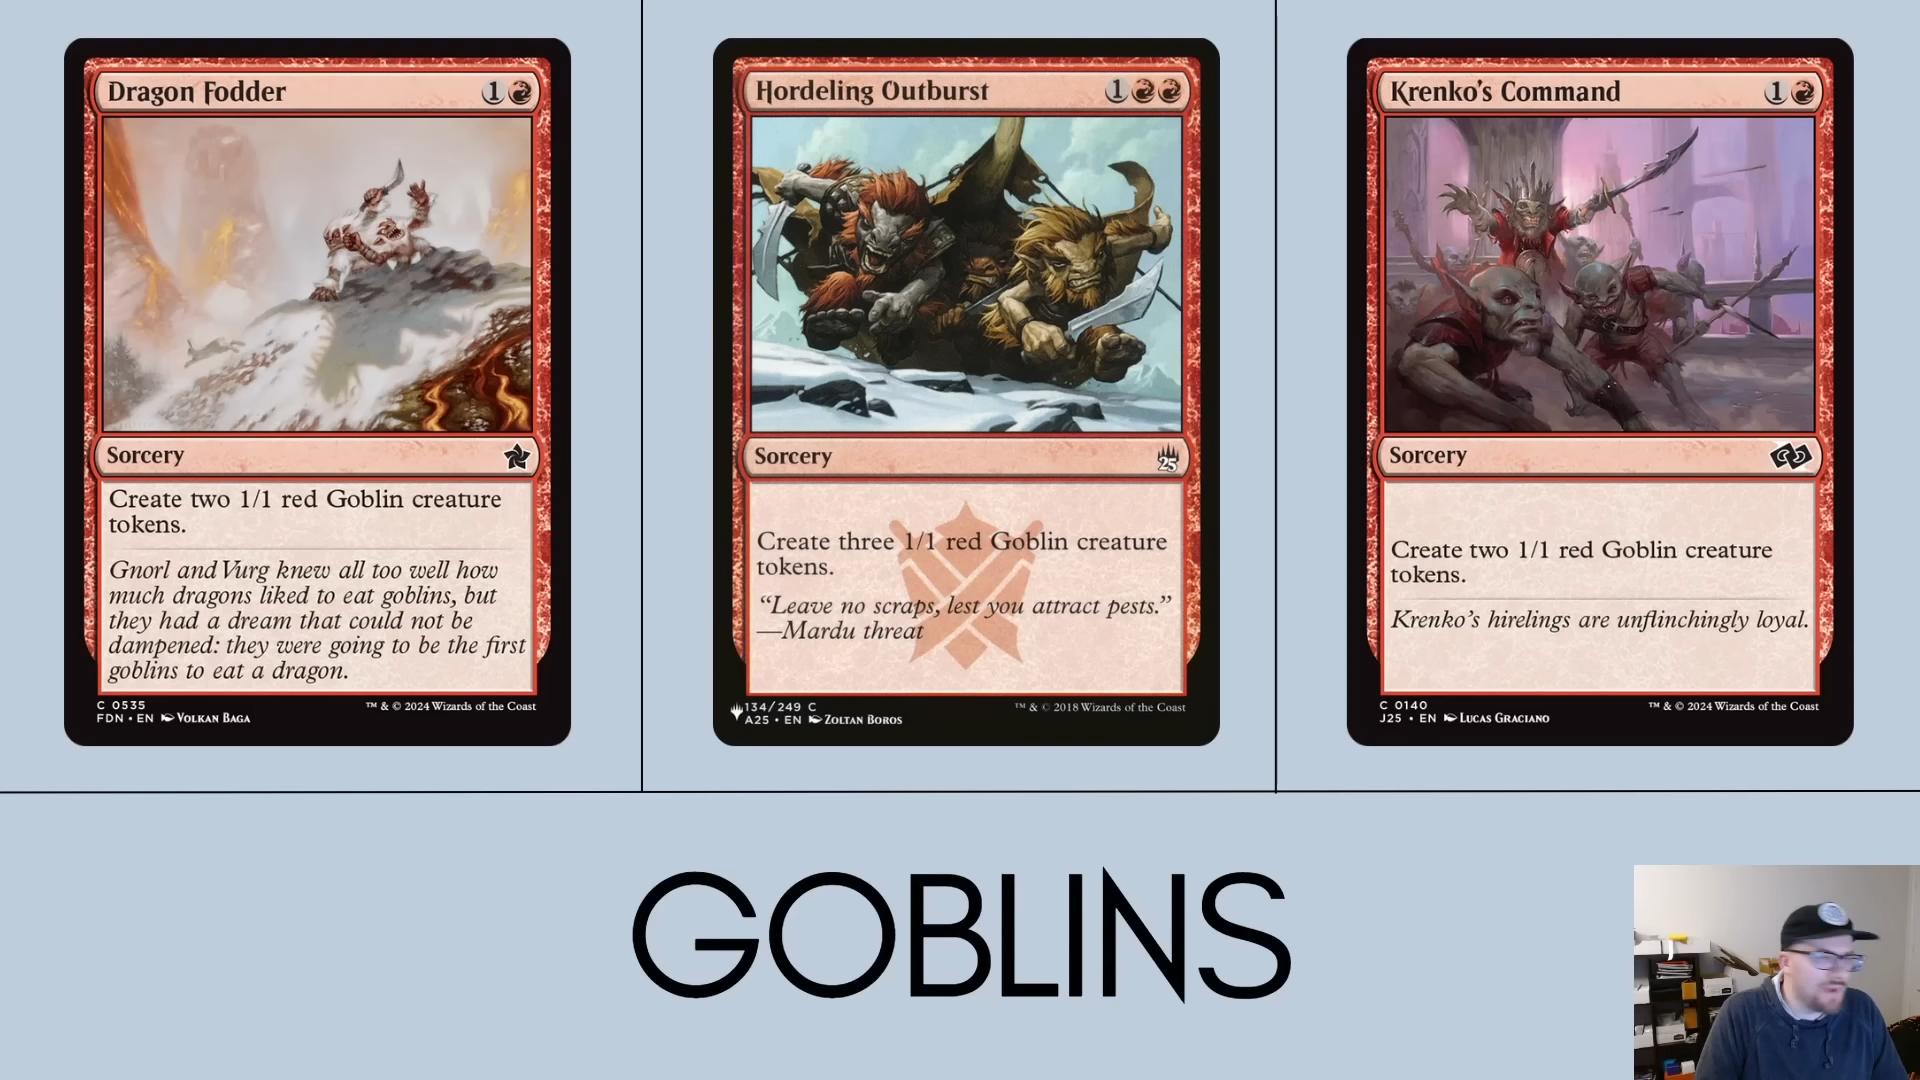 Dragon Fodder
1
Sorcery
Create two 1/1 red Goblin creature
tokens.
Gnorl and Vurg knew all too well how
much dragons liked to eat goblins, but
they had a dream that could not be
dampened: they were going to be the first
goblins to eat a dragon.
C 0535
FDN • EN VOLKAN BAGA
™ & © 2024 Wizards of the Coast
Hordeling Outburst
1
Sorcery
25
Create three 1/1 red Goblin creature
tokens.
“Leave no scraps, lest you attract pests.”
—Mardu threat
134/249 C
A25 • EN ZOLTAN BOROS
™ & © 2018 Wizards of the Coast
Krenko's Command
1
Sorcery
Create two 1/1 red Goblin creature
tokens.
Krenko's hirelings are unflinchingly loyal.
C 0140
J25 • EN LUCAS GRACIANO
™ & © 2024 Wizards of the Coast
GOBLINS